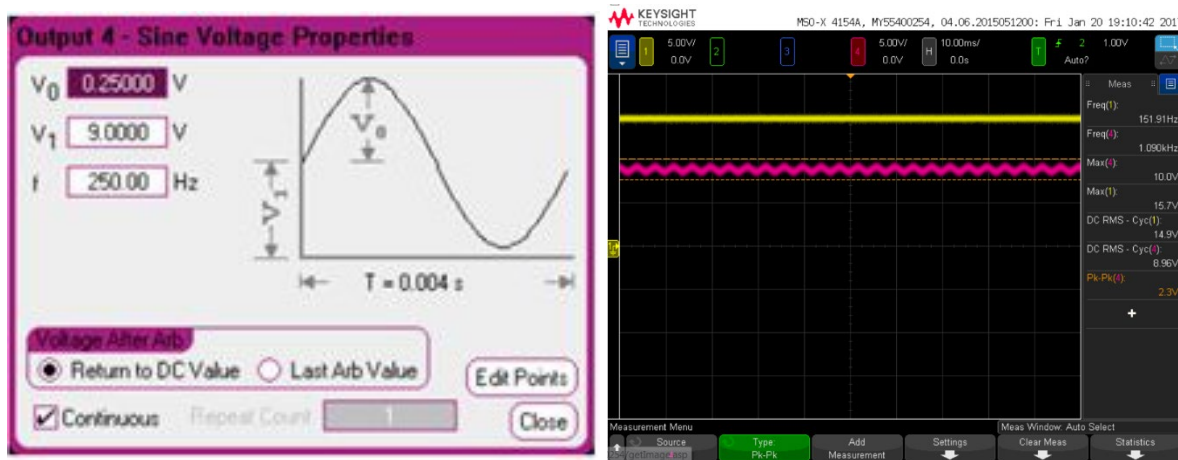 Output 4 - Sine Voltage Properties
V0 0.25000 V
V1 9.0000 V
f 250.00 Hz
V0
V1
T = 0.004 s
Voltage After Arb
Return to DC Value Last Arb Value
Edit Points
Continuous Repeat Count 1
Close
KEYSIGHT
TECHNOLOGIES
MSO-X 4154A, MY55400254, 04.06.2015051200: Fri Jan 20 19:10:42 201
1 5.00V/ 2 3 4 5.00V/ H 10.00ms/ T 2 1.00V
0.0V 0.0V 0.0s Auto?
Meas
Freq(1):
151.91Hz
Freq(4):
1.090kHz
Max(4):
10.0V
Max(1):
15.7V
DC RMS - Cyc(1):
14.9V
DC RMS - Cyc(4):
8.96V
Pk-Pk(4):
2.3V
+
Measurement Menu
Meas Window: Auto Select
Source Type: Add Settings Clear Meas Statistics
Pk-Pk Measurement